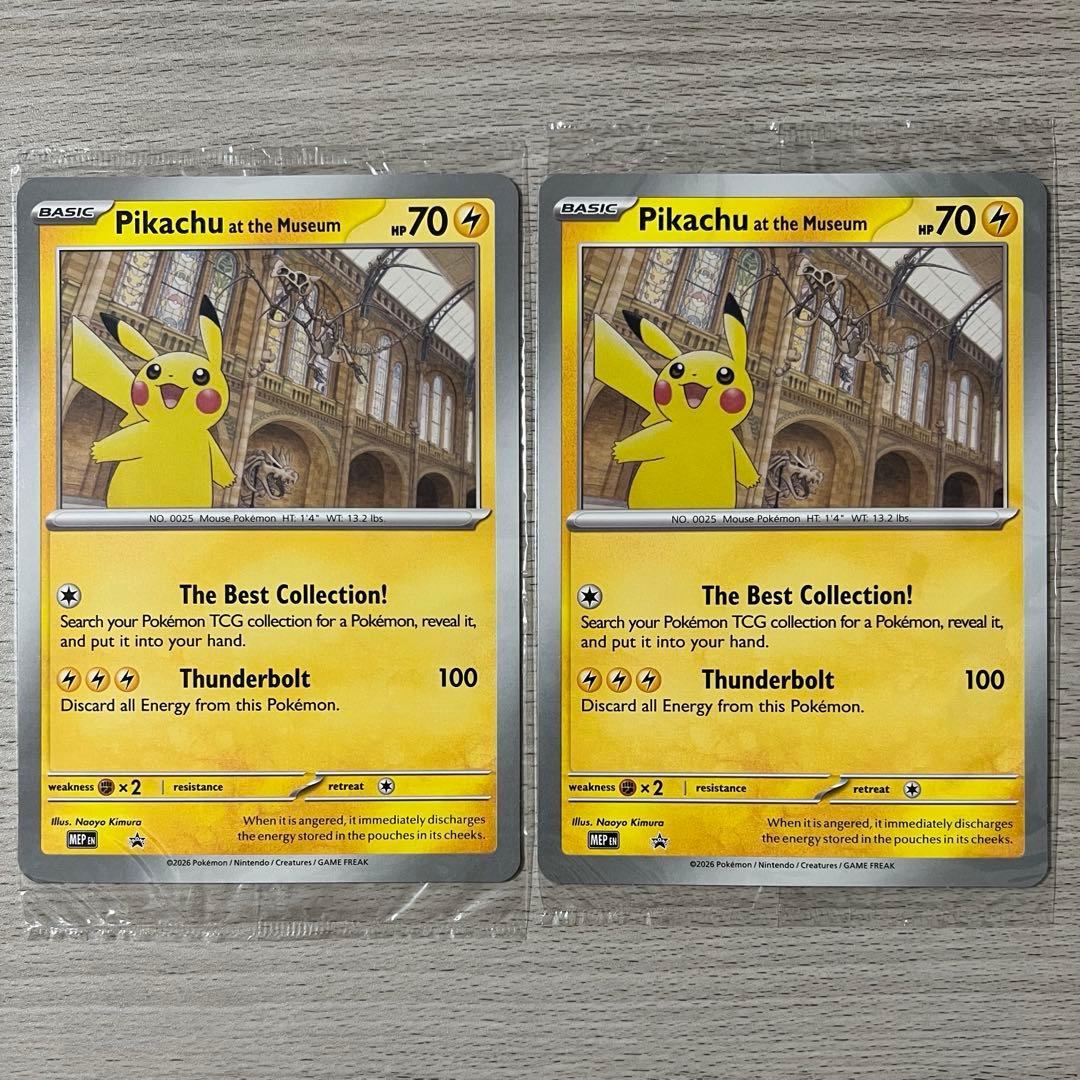 BASIC Pikachu at the Museum HP 70
NO. 0025 Mouse Pokémon HT: 1'4" WT: 13.2 lbs.
The Best Collection!
Search your Pokémon TCG collection for a Pokémon, reveal it,
and put it into your hand.
Thunderbolt 100
Discard all Energy from this Pokémon.
weakness ×2 resistance retreat
Illus. Naoyo Kimura
When it is angered, it immediately discharges
the energy stored in the pouches in its cheeks.
MEP EN
©2026 Pokémon / Nintendo / Creatures / GAME FREAK
BASIC Pikachu at the Museum HP 70
NO. 0025 Mouse Pokémon HT: 1'4" WT: 13.2 lbs.
The Best Collection!
Search your Pokémon TCG collection for a Pokémon, reveal it,
and put it into your hand.
Thunderbolt 100
Discard all Energy from this Pokémon.
weakness ×2 resistance retreat
Illus. Naoyo Kimura
When it is angered, it immediately discharges
the energy stored in the pouches in its cheeks.
MEP EN
©2026 Pokémon / Nintendo / Creatures / GAME FREAK